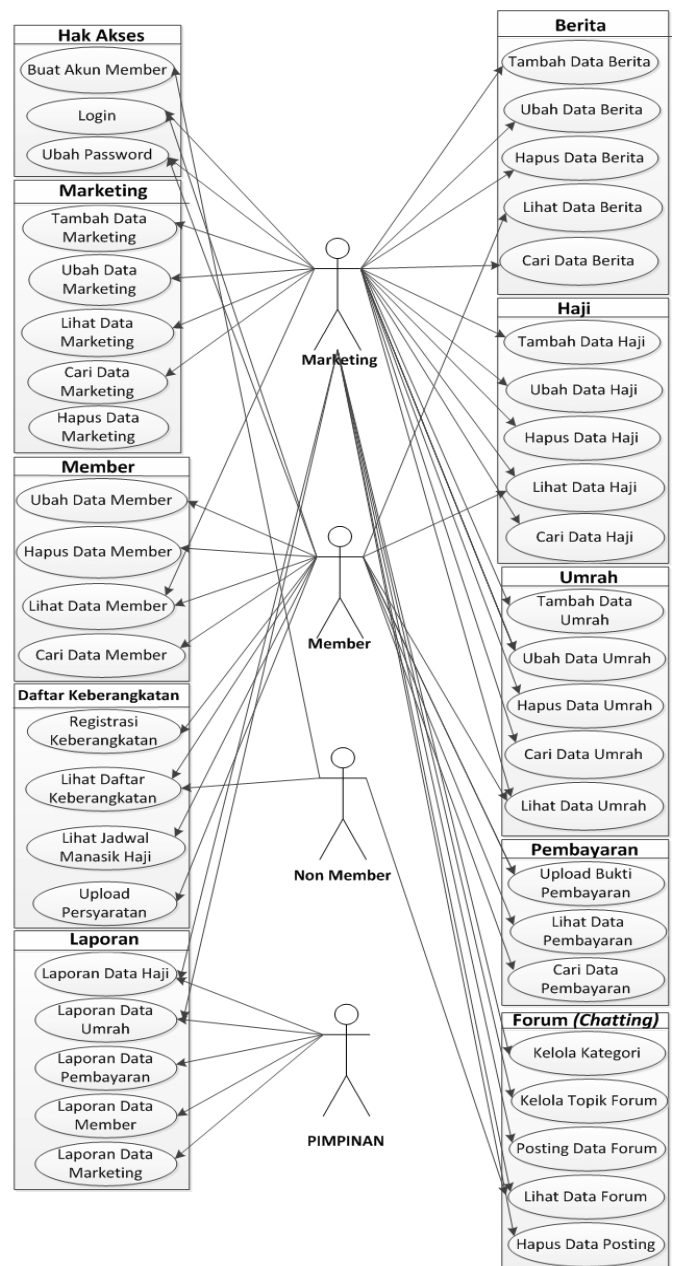 Hak Akses
Buat Akun Member
Login
Ubah Password
Marketing
Tambah Data
Marketing
Ubah Data
Marketing
Lihat Data
Marketing
Cari Data
Marketing
Hapus Data
Marketing
Member
Ubah Data Member
Hapus Data Member
Lihat Data Member
Cari Data Member
Daftar Keberangkatan
Registrasi
Keberangkatan
Lihat Daftar
Keberangkatan
Lihat Jadwal
Manasik Haji
Upload
Persyaratan
Laporan
Laporan Data Haji
Laporan Data
Umrah
Laporan Data
Pembayaran
Laporan Data
Member
Laporan Data
Marketing
Marketing
Member
Non Member
PIMPINAN
Berita
Tambah Data Berita
Ubah Data Berita
Hapus Data Berita
Lihat Data Berita
Cari Data Berita
Haji
Tambah Data Haji
Ubah Data Haji
Hapus Data Haji
Lihat Data Haji
Cari Data Haji
Umrah
Tambah Data
Umrah
Ubah Data Umrah
Hapus Data Umrah
Cari Data Umrah
Lihat Data Umrah
Pembayaran
Upload Bukti
Pembayaran
Lihat Data
Pembayaran
Cari Data
Pembayaran
Forum (Chatting)
Kelola Kategori
Kelola Topik Forum
Posting Data Forum
Lihat Data Forum
Hapus Data Posting